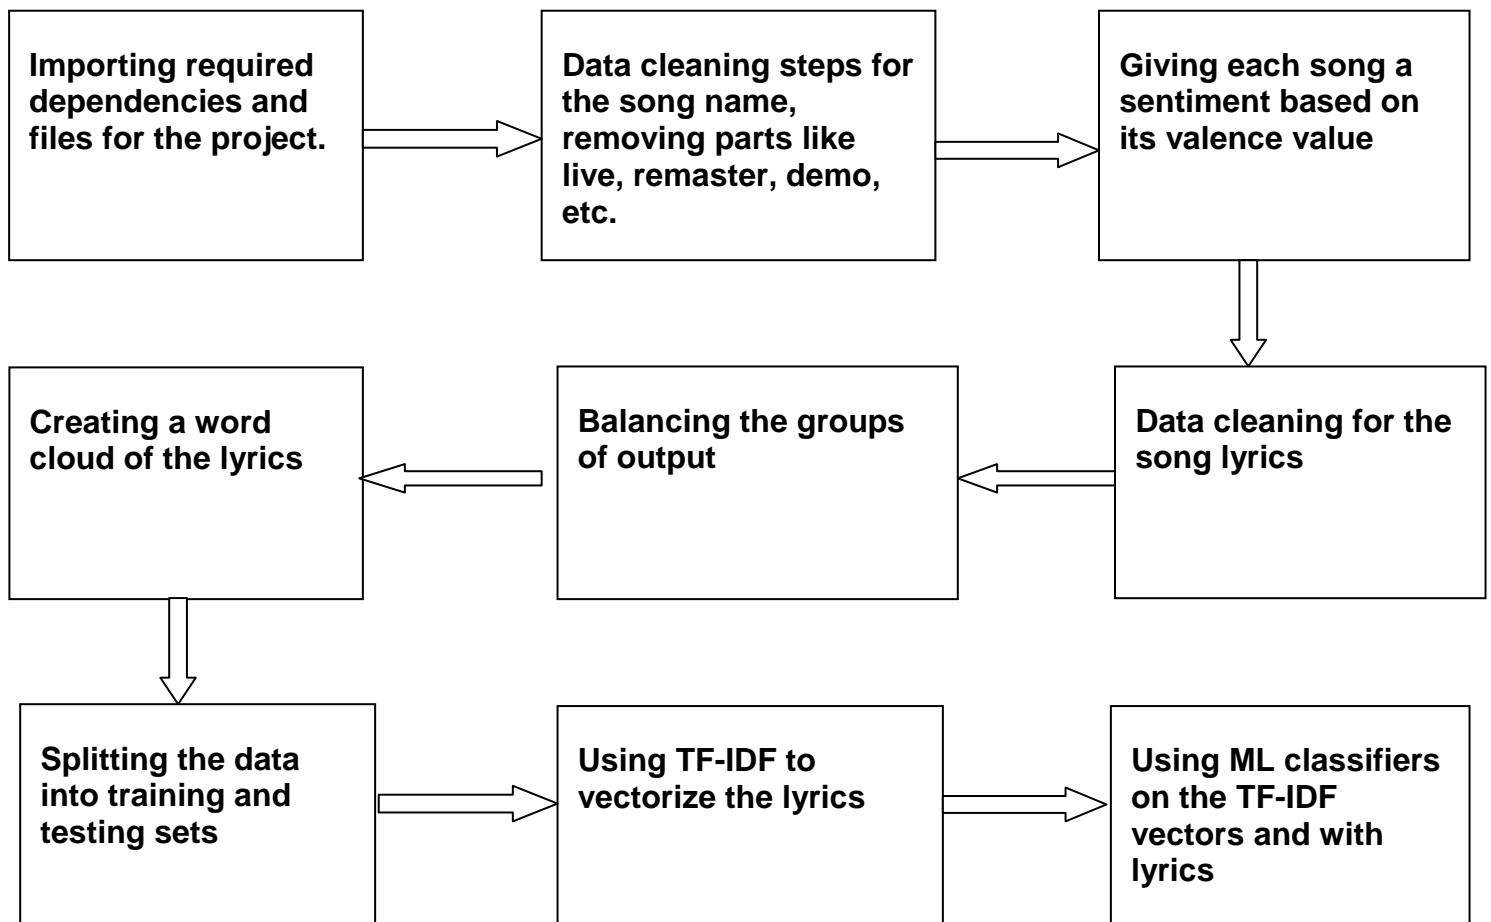 Importing required
dependencies and
files for the project.
Data cleaning steps for
the song name,
removing parts like
live, remaster, demo,
etc.
Giving each song a
sentiment based on
its valence value
Data cleaning for the
song lyrics
Balancing the groups
of output
Creating a word
cloud of the lyrics
Splitting the data
into training and
testing sets
Using TF-IDF to
vectorize the lyrics
Using ML classifiers
on the TF-IDF
vectors and with
lyrics